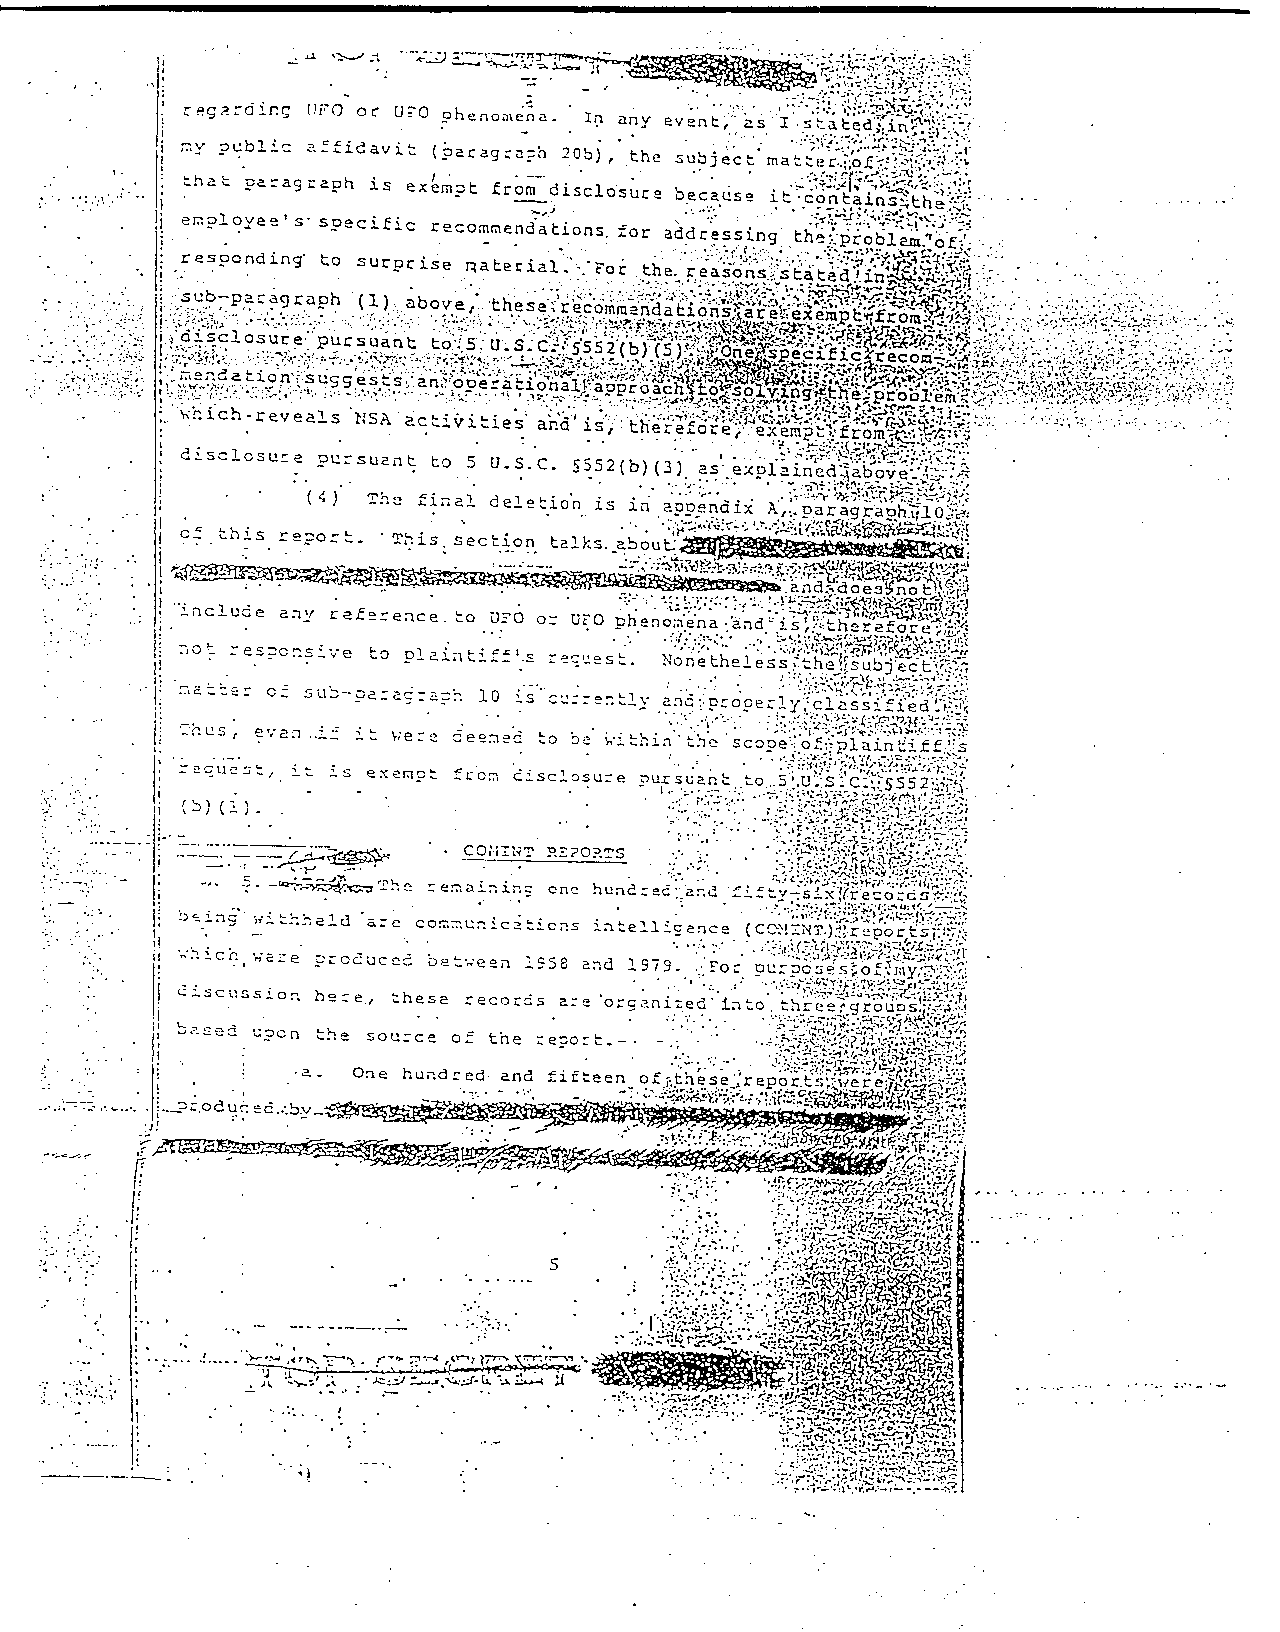 regarding UFO or UFO phenomena. In any event, as I stated in
my public affidavit (paragraph 20b), the subject matter of
that paragraph is exempt from disclosure because it contains the
employee's specific recommendations for addressing the problem of
responding to surprise material. For the reasons stated in
sub-paragraph (1) above, these recommendations are exempt from
disclosure pursuant to 5 U.S.C. §552(b)(5). One specific recom-
mendation suggests an operational approach to solving the problem
which reveals NSA activities and is, therefore, exempt from
disclosure pursuant to 5 U.S.C. §552(b)(3) as explained above.
(4) The final deletion is in appendix A, paragraph 10
of this report. This section talks about
and does not
include any reference to UFO or UFO phenomena and is, therefore
not responsive to plaintiff's request. Nonetheless the subject
matter of sub-paragraph 10 is currently and properly classified.
Thus, even if it were deemed to be within the scope of plaintiff's
request, it is exempt from disclosure pursuant to 5 U.S.C. §552
(b)(1).
COMINT REPORTS
5. The remaining one hundred and fifty-six records
being withheld are communications intelligence (COMINT) reports
which were produced between 1958 and 1979. For purposes of my
discussion here, these records are organized into three groups
based upon the source of the report.
a. One hundred and fifteen of these reports were
produced by
5